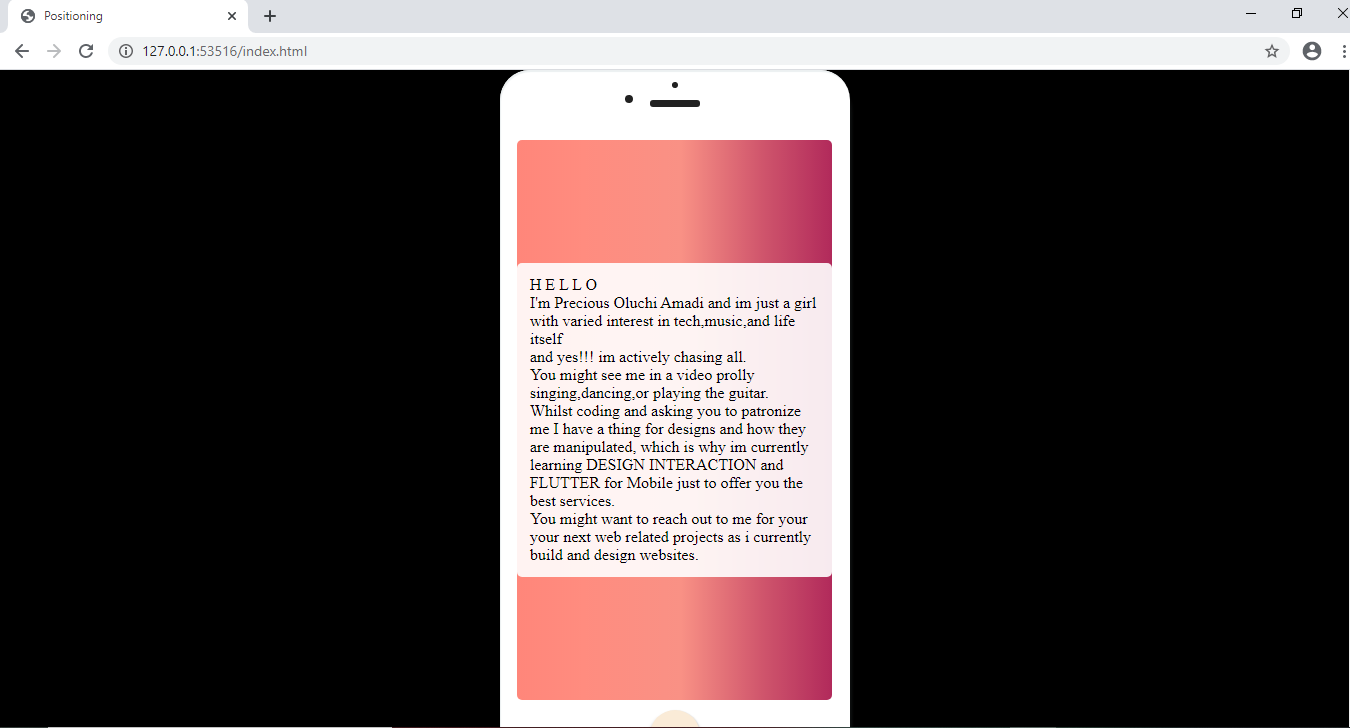 Positioning
127.0.0.1:53516/index.html
H E L L O
I'm Precious Oluchi Amadi and im just a girl
with varied interest in tech,music,and life
itself
and yes!!! im actively chasing all.
You might see me in a video prolly
singing,dancing,or playing the guitar.
Whilst coding and asking you to patronize
me I have a thing for designs and how they
are manipulated, which is why im currently
learning DESIGN INTERACTION and
FLUTTER for Mobile just to offer you the
best services.
You might want to reach out to me for your
your next web related projects as i currently
build and design websites.